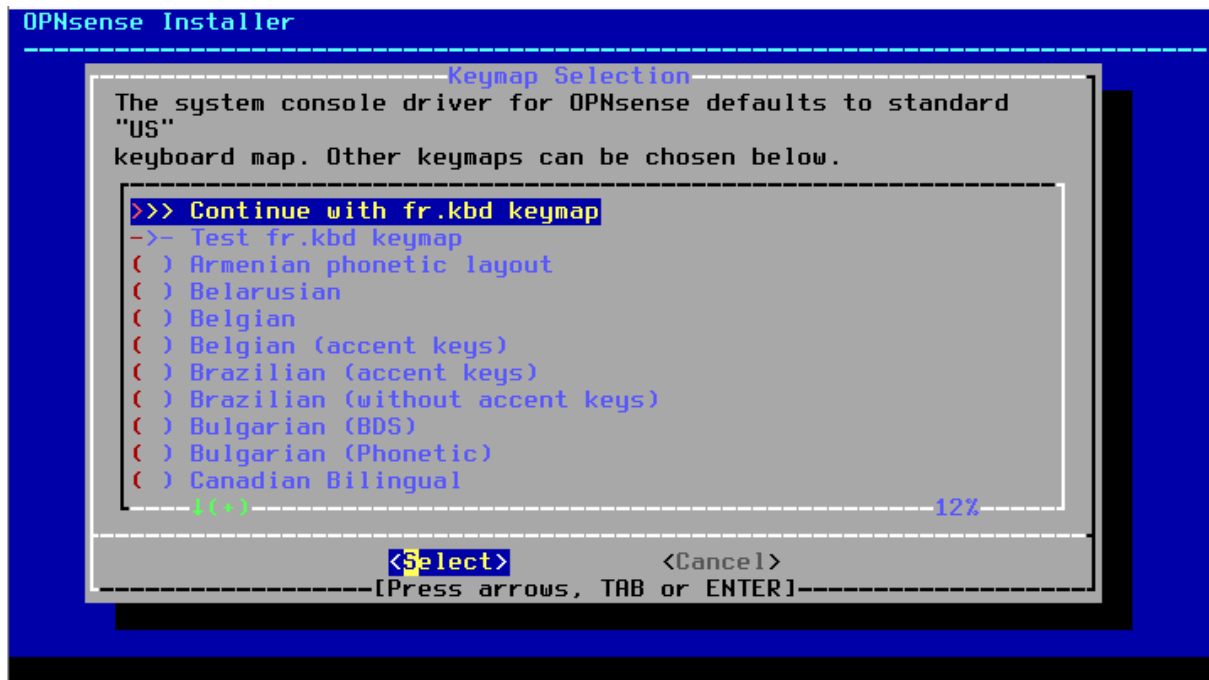 OPNsense Installer
Keymap Selection
The system console driver for OPNsense defaults to standard
"US"
keyboard map. Other keymaps can be chosen below.
>>> Continue with fr.kbd keymap
->- Test fr.kbd keymap
( ) Armenian phonetic layout
( ) Belarusian
( ) Belgian
( ) Belgian (accent keys)
( ) Brazilian (accent keys)
( ) Brazilian (without accent keys)
( ) Bulgarian (BDS)
( ) Bulgarian (Phonetic)
( ) Canadian Bilingual
↓(+) 12%
<Select> <Cancel>
[Press arrows, TAB or ENTER]